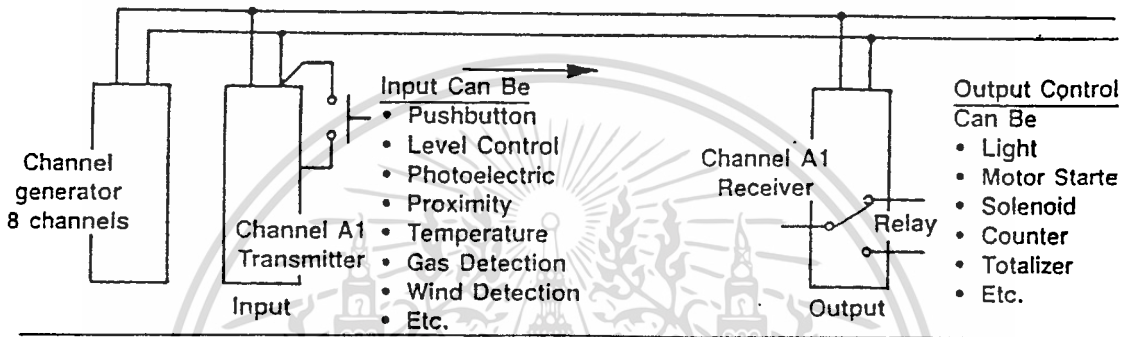 Channel
generator
8 channels
Channel A1
Transmitter
Input
Input Can Be
• Pushbutton
• Level Control
• Photoelectric
• Proximity
• Temperature
• Gas Detection
• Wind Detection
• Etc.
Channel A1
Receiver
Relay
Output
Output Control
Can Be
• Light
• Motor Starte
• Solenoid
• Counter
• Totalizer
• Etc.